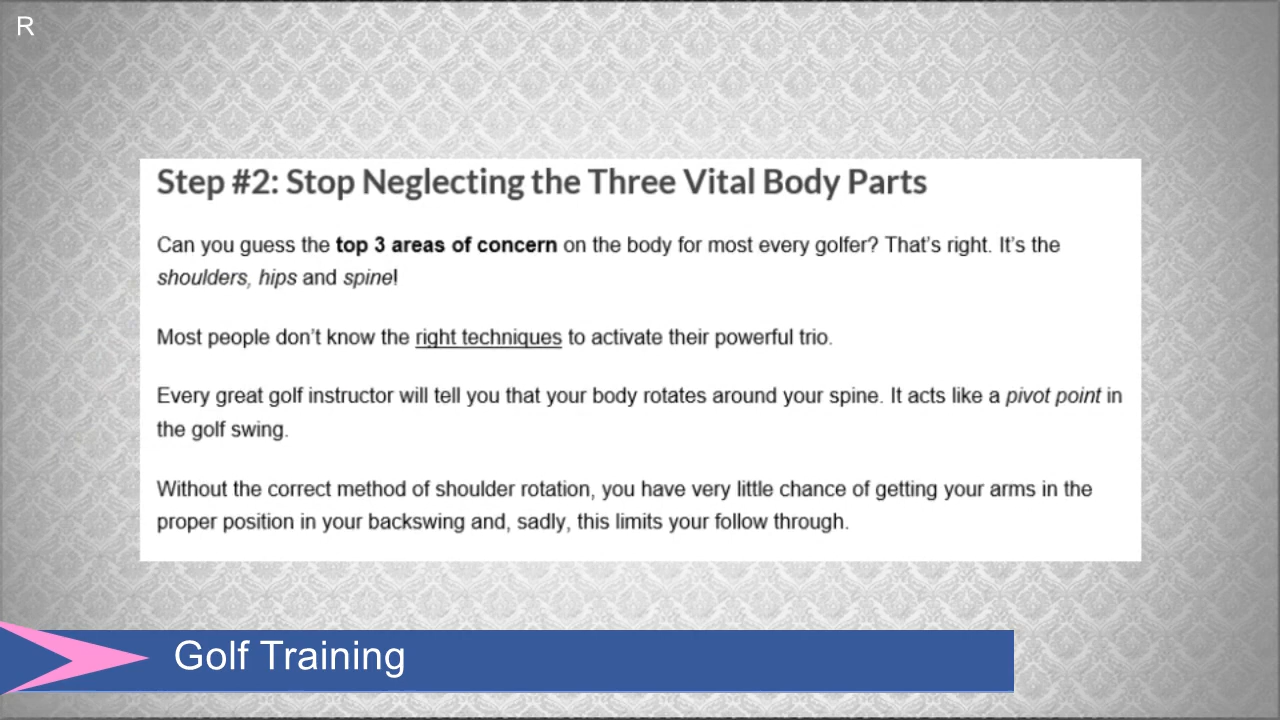 R
Step #2: Stop Neglecting the Three Vital Body Parts
Can you guess the top 3 areas of concern on the body for most every golfer? That's right. It's the
shoulders, hips and spine!
Most people don't know the right techniques to activate their powerful trio.
Every great golf instructor will tell you that your body rotates around your spine. It acts like a pivot point in
the golf swing.
Without the correct method of shoulder rotation, you have very little chance of getting your arms in the
proper position in your backswing and, sadly, this limits your follow through.
Golf Training